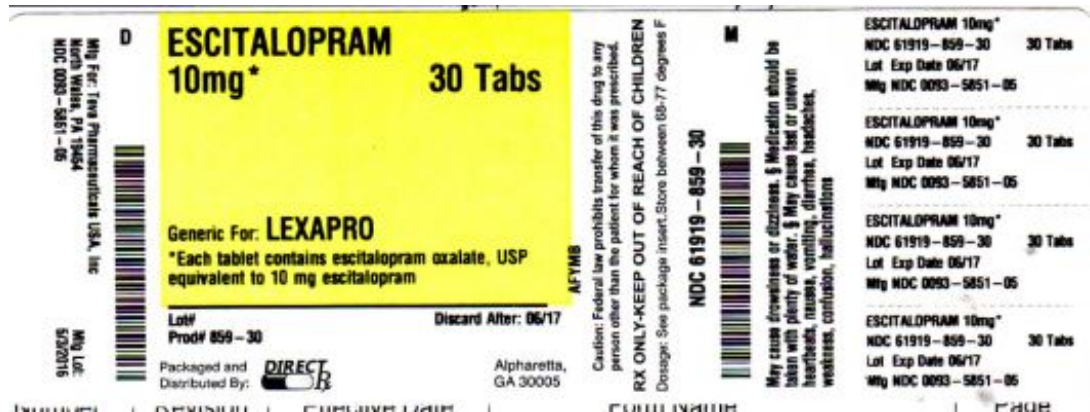 Mfg For: Teva Pharmaceuticals USA, Inc
North Wales, PA 19454
NDC 0093-5851-05
Mfg Lot:
5/3/2016
D
ESCITALOPRAM
10mg* 30 Tabs
Generic For: LEXAPRO
*Each tablet contains escitalopram oxalate, USP
equivalent to 10 mg escitalopram
AFYMB
Lot# Discard After: 06/17
Prod# 859-30
Packaged and
Distributed By:
DIRECT Rx
Alpharetta,
GA 30005
Caution: Federal law prohibits transfer of this drug to any
person other than the patient for whom it was prescribed.
RX ONLY-KEEP OUT OF REACH OF CHILDREN
Dosage: See package insert.Store between 68-77 degrees F
NDC 61919-859-30
M
May cause drowsiness or dizziness. § Medication should be
taken with plenty of water. § May cause fast or uneven
heartbeats, nausea, vomiting, diarrhea, headaches,
weakness, confusion, hallucinations
ESCITALOPRAM 10mg*
NDC 61919-859-30 30 Tabs
Lot Exp Date 06/17
Mfg NDC 0093-5851-05
ESCITALOPRAM 10mg*
NDC 61919-859-30 30 Tabs
Lot Exp Date 06/17
Mfg NDC 0093-5851-05
ESCITALOPRAM 10mg*
NDC 61919-859-30 30 Tabs
Lot Exp Date 06/17
Mfg NDC 0093-5851-05
ESCITALOPRAM 10mg*
NDC 61919-859-30 30 Tabs
Lot Exp Date 06/17
Mfg NDC 0093-5851-05
Number Revision Effective Date Form Name Page